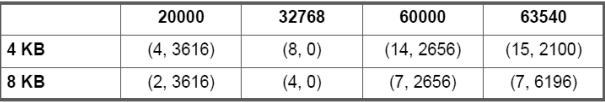 20000 32768 60000 63540
4 KB (4, 3616) (8, 0) (14, 2656) (15, 2100)
8 KB (2, 3616) (4, 0) (7, 2656) (7, 6196)